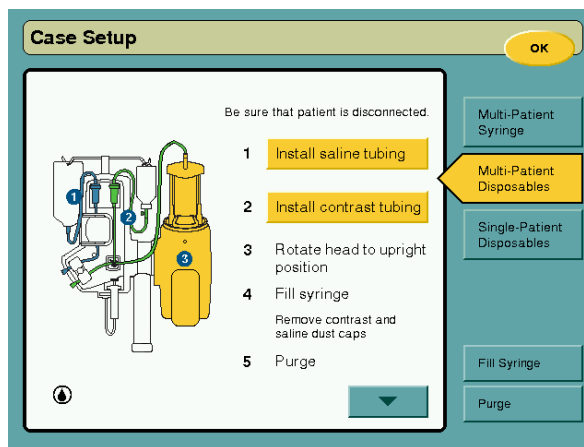 Case Setup
OK
Be sure that patient is disconnected.
1 Install saline tubing
2 Install contrast tubing
3 Rotate head to upright
position
4 Fill syringe
Remove contrast and
saline dust caps
5 Purge
1
2
3
Multi-Patient
Syringe
Multi-Patient
Disposables
Single-Patient
Disposables
Fill Syringe
Purge